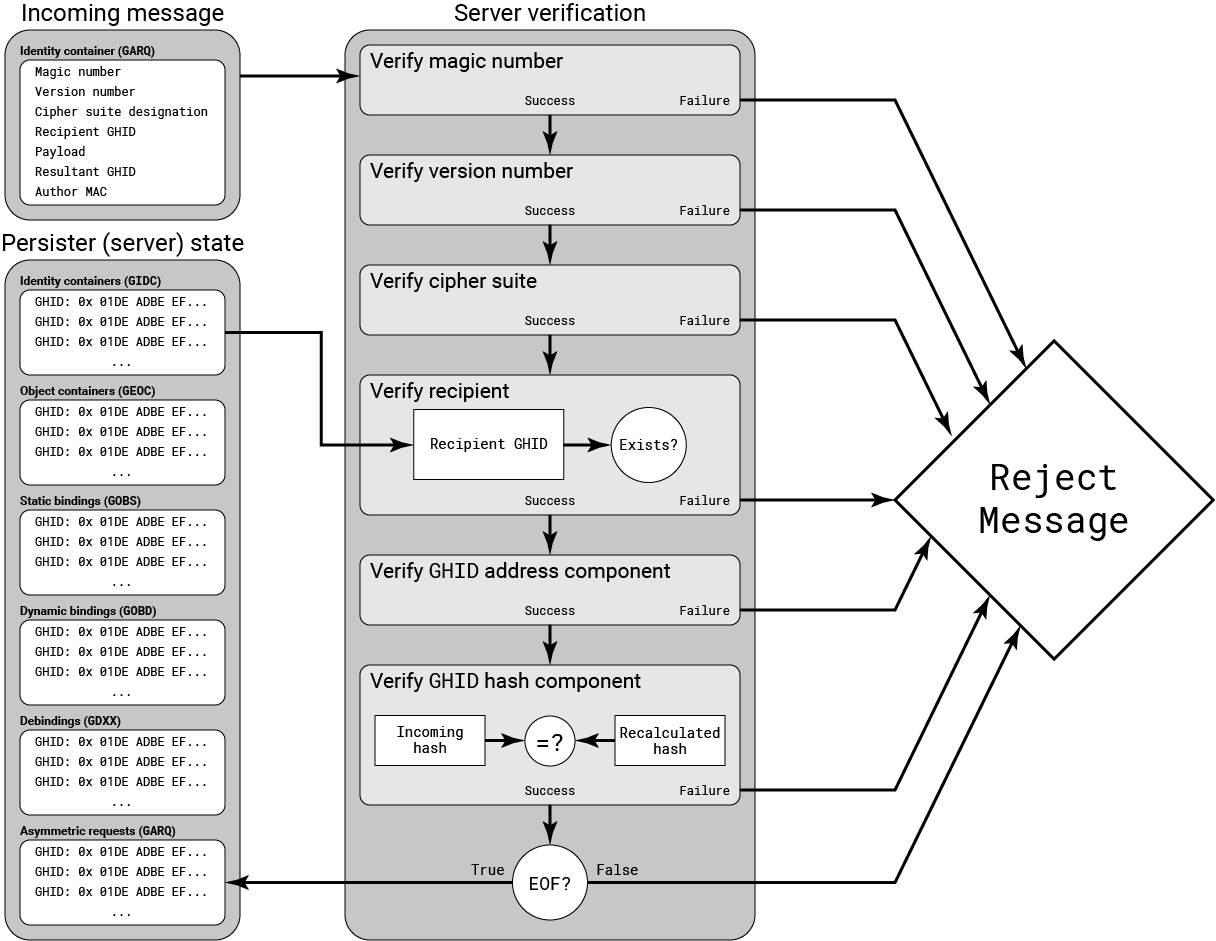 Incoming message
Identity container (GARQ)
Magic number
Version number
Cipher suite designation
Recipient GHID
Payload
Resultant GHID
Author MAC
Persister (server) state
Identity containers (GIDC)
GHID: 0x 01DE ADBE EF...
GHID: 0x 01DE ADBE EF...
GHID: 0x 01DE ADBE EF...
...
Object containers (GEOC)
GHID: 0x 01DE ADBE EF...
GHID: 0x 01DE ADBE EF...
GHID: 0x 01DE ADBE EF...
...
Static bindings (GOBS)
GHID: 0x 01DE ADBE EF...
GHID: 0x 01DE ADBE EF...
GHID: 0x 01DE ADBE EF...
...
Dynamic bindings (GOBD)
GHID: 0x 01DE ADBE EF...
GHID: 0x 01DE ADBE EF...
GHID: 0x 01DE ADBE EF...
...
Debindings (GDXX)
GHID: 0x 01DE ADBE EF...
GHID: 0x 01DE ADBE EF...
GHID: 0x 01DE ADBE EF...
...
Asymmetric requests (GARQ)
GHID: 0x 01DE ADBE EF...
GHID: 0x 01DE ADBE EF...
GHID: 0x 01DE ADBE EF...
...
Server verification
Verify magic number
Success Failure
Verify version number
Success Failure
Verify cipher suite
Success Failure
Verify recipient
Recipient GHID
Exists?
Success Failure
Verify GHID address component
Success Failure
Verify GHID hash component
Incoming
hash
=?
Recalculated
hash
Success Failure
True
EOF?
False
Reject
Message